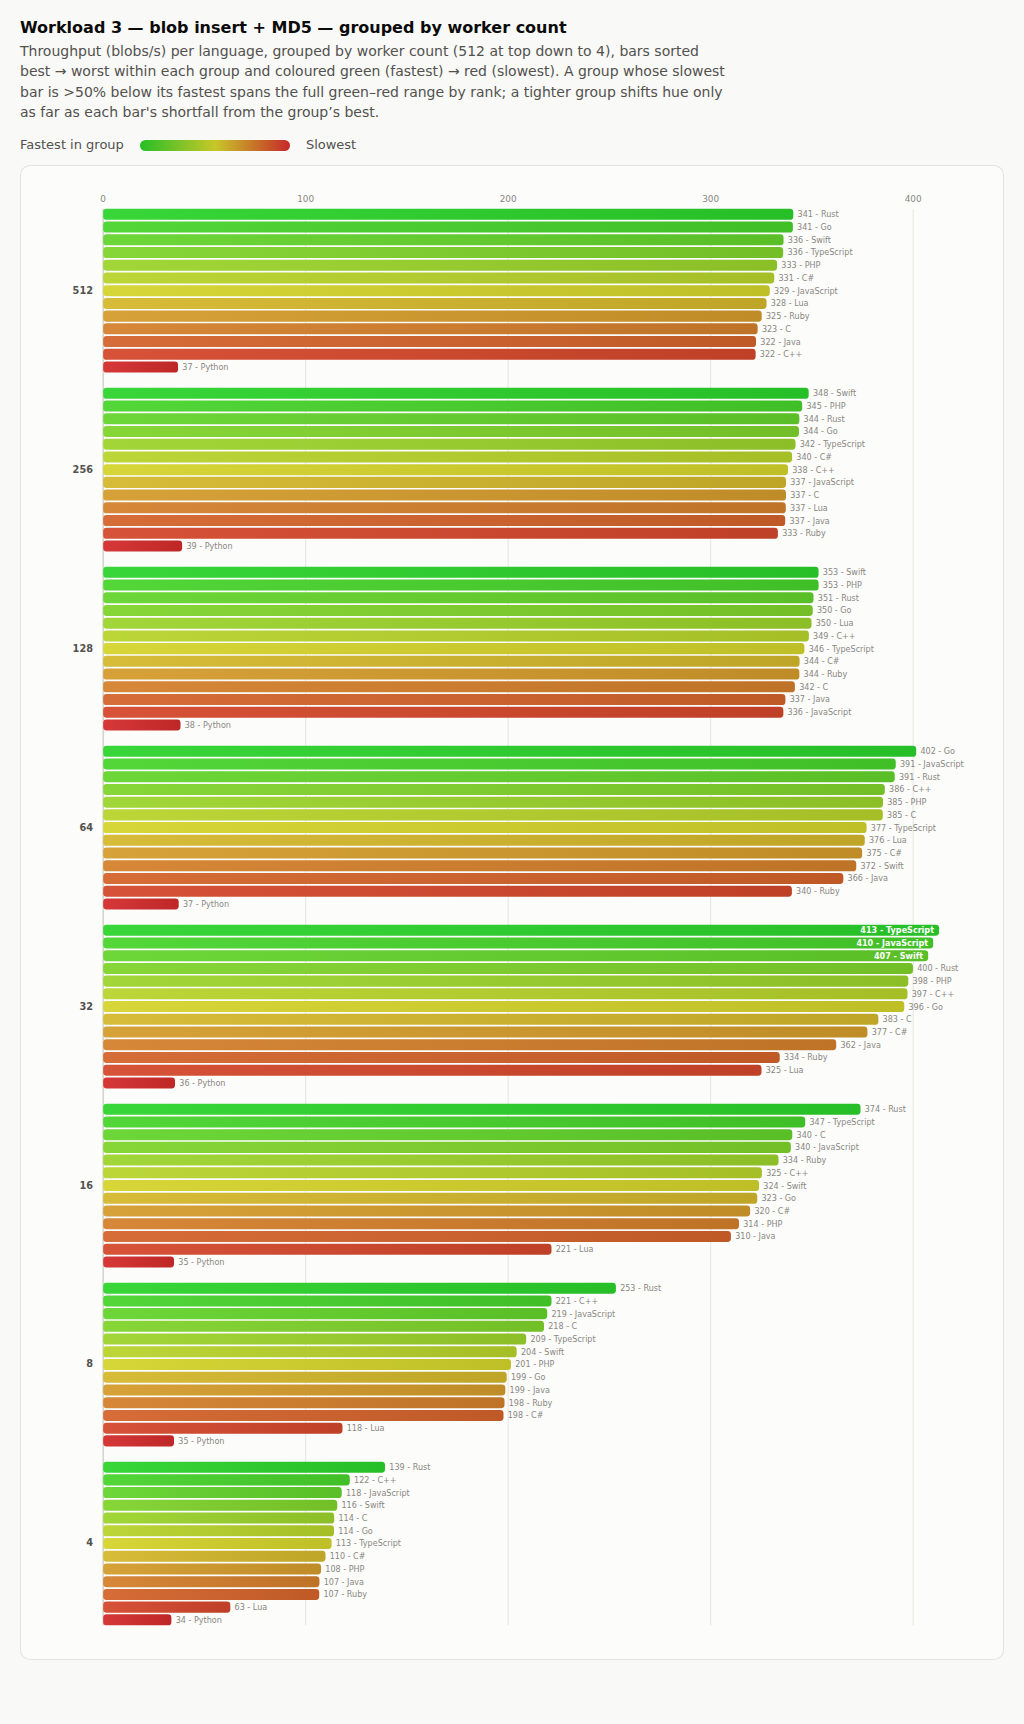 Workload 3 — blob insert + MD5 — grouped by worker count
Throughput (blobs/s) per language, grouped by worker count (512 at top down to 4), bars sorted
best → worst within each group and coloured green (fastest) → red (slowest). A group whose slowest
bar is >50% below its fastest spans the full green–red range by rank; a tighter group shifts hue only
as far as each bar's shortfall from the group’s best.
Fastest in group Slowest
0 100 200 300 400
341 - Rust
341 - Go
336 - Swift
336 - TypeScript
333 - PHP
331 - C#
512 329 - JavaScript
328 - Lua
325 - Ruby
323 - C
322 - Java
322 - C++
37 - Python
348 - Swift
345 - PHP
344 - Rust
344 - Go
342 - TypeScript
340 - C#
256 338 - C++
337 - JavaScript
337 - C
337 - Lua
337 - Java
333 - Ruby
39 - Python
353 - Swift
353 - PHP
351 - Rust
350 - Go
350 - Lua
349 - C++
128 346 - TypeScript
344 - C#
344 - Ruby
342 - C
337 - Java
336 - JavaScript
38 - Python
402 - Go
391 - JavaScript
391 - Rust
386 - C++
385 - PHP
385 - C
64 377 - TypeScript
376 - Lua
375 - C#
372 - Swift
366 - Java
340 - Ruby
37 - Python
413 - TypeScript
410 - JavaScript
407 - Swift
400 - Rust
398 - PHP
397 - C++
32 396 - Go
383 - C
377 - C#
362 - Java
334 - Ruby
325 - Lua
36 - Python
374 - Rust
347 - TypeScript
340 - C
340 - JavaScript
334 - Ruby
325 - C++
16 324 - Swift
323 - Go
320 - C#
314 - PHP
310 - Java
221 - Lua
35 - Python
253 - Rust
221 - C++
219 - JavaScript
218 - C
209 - TypeScript
204 - Swift
8 201 - PHP
199 - Go
199 - Java
198 - Ruby
198 - C#
118 - Lua
35 - Python
139 - Rust
122 - C++
118 - JavaScript
116 - Swift
114 - C
114 - Go
4 113 - TypeScript
110 - C#
108 - PHP
107 - Java
107 - Ruby
63 - Lua
34 - Python